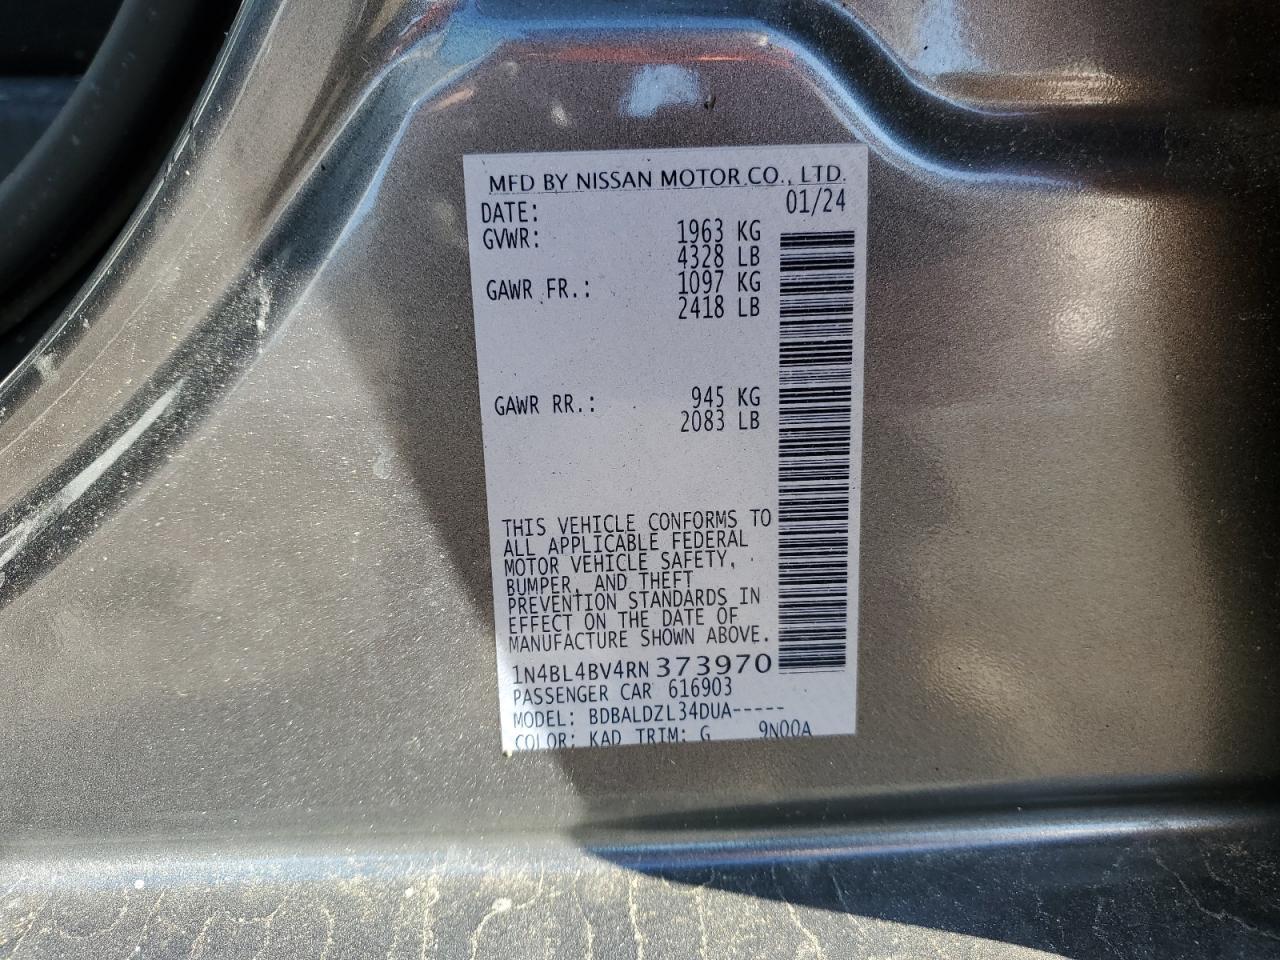 MFD BY NISSAN MOTOR CO., LTD.
DATE: 01/24
GVWR: 1963 KG
4328 LB
GAWR FR.: 1097 KG
2418 LB
GAWR RR.: 945 KG
2083 LB
THIS VEHICLE CONFORMS TO
ALL APPLICABLE FEDERAL
MOTOR VEHICLE SAFETY,
BUMPER, AND THEFT
PREVENTION STANDARDS IN
EFFECT ON THE DATE OF
MANUFACTURE SHOWN ABOVE.
1N4BL4BV4RN373970
PASSENGER CAR 616903
MODEL: BDBALDZL34DUA-----
COLOR: KAD TRIM: G 9N00A